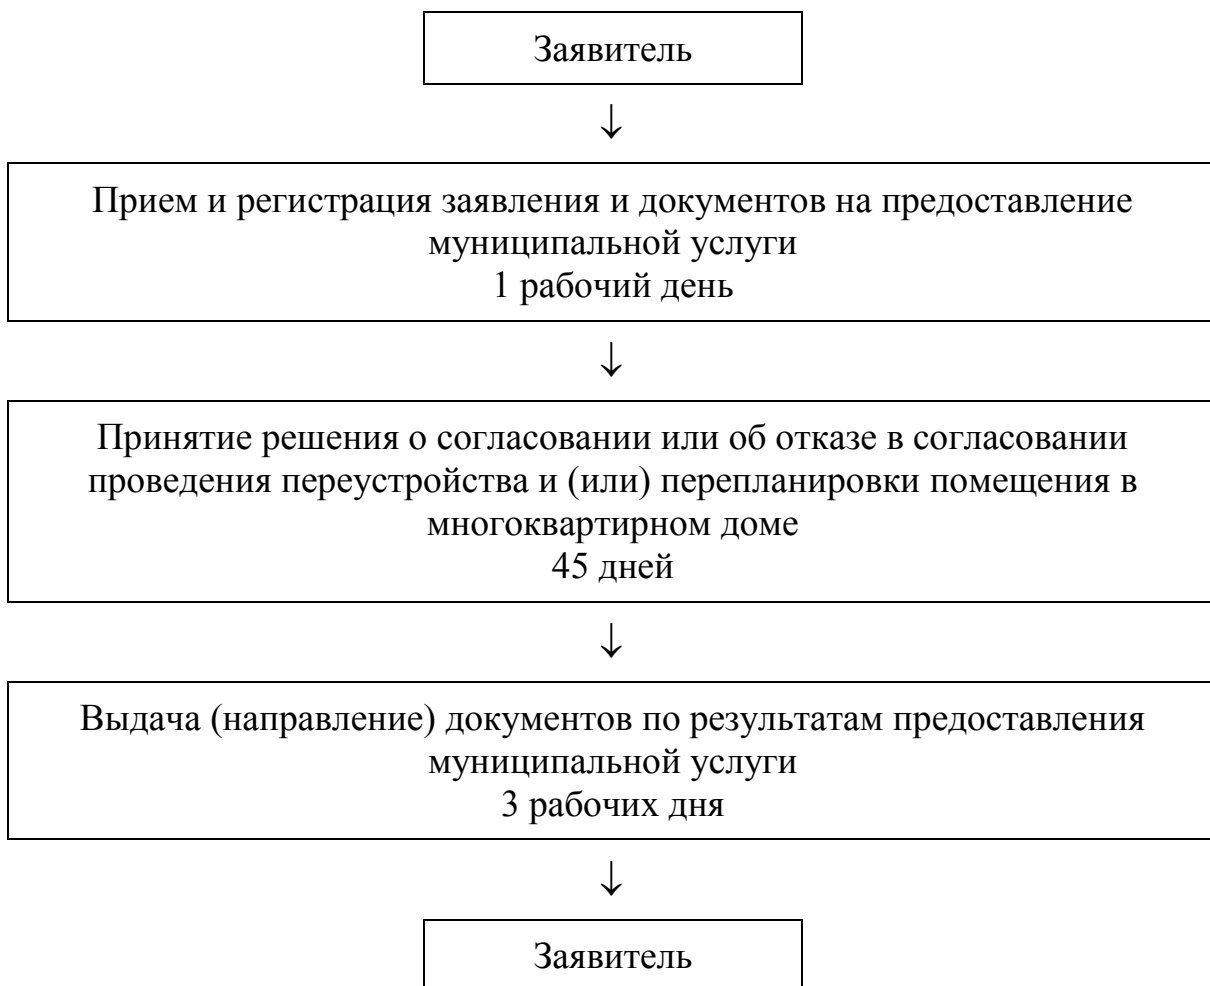 Заявитель
↓
Прием и регистрация заявления и документов на предоставление
муниципальной услуги
1 рабочий день
↓
Принятие решения о согласовании или об отказе в согласовании
проведения переустройства и (или) перепланировки помещения в
многоквартирном доме
45 дней
↓
Выдача (направление) документов по результатам предоставления
муниципальной услуги
3 рабочих дня
↓
Заявитель